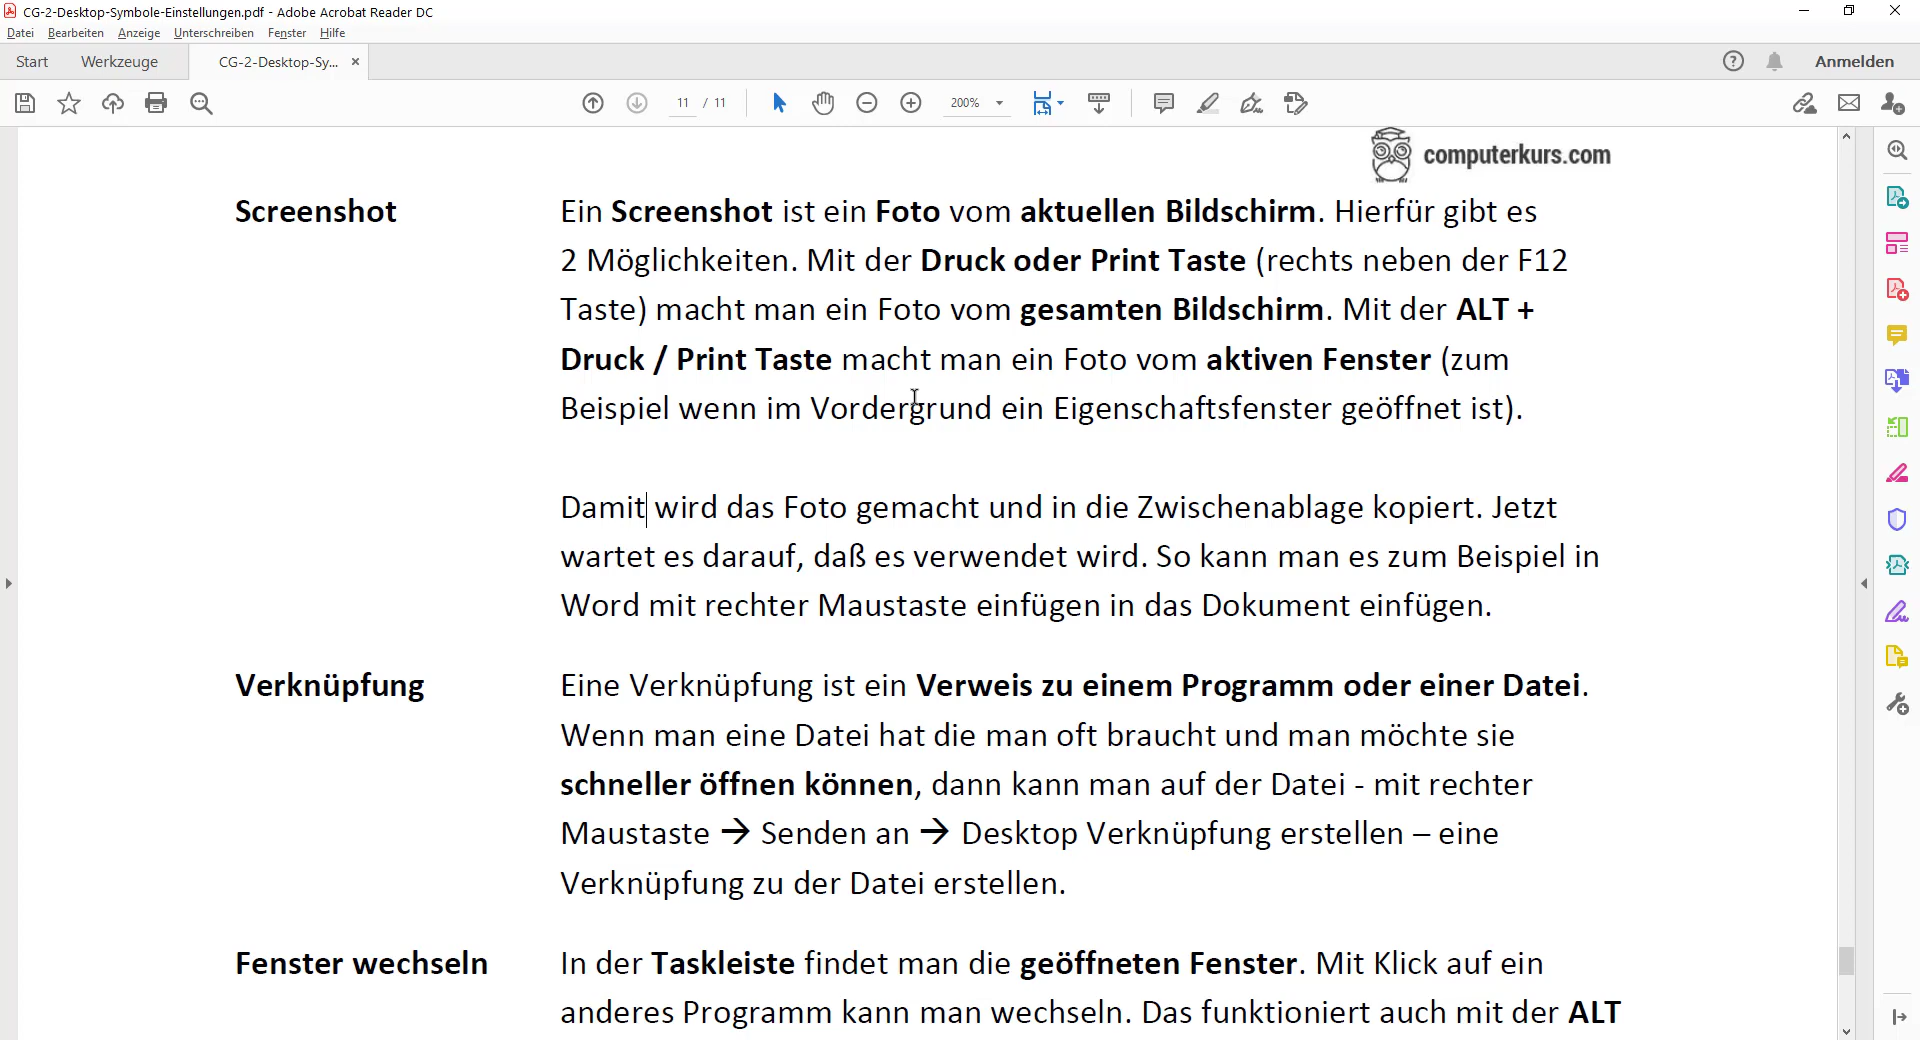 CG-2-Desktop-Symbole-Einstellungen.pdf - Adobe Acrobat Reader DC
Datei Bearbeiten Anzeige Unterschreiben Fenster Hilfe
Start Werkzeuge CG-2-Desktop-Sy... Anmelden
11 / 11 200%
computerkurs.com
Screenshot
Ein Screenshot ist ein Foto vom aktuellen Bildschirm. Hierfür gibt es
2 Möglichkeiten. Mit der Druck oder Print Taste (rechts neben der F12
Taste) macht man ein Foto vom gesamten Bildschirm. Mit der ALT +
Druck / Print Taste macht man ein Foto vom aktiven Fenster (zum
Beispiel wenn im Vordergrund ein Eigenschaftsfenster geöffnet ist).
Damit wird das Foto gemacht und in die Zwischenablage kopiert. Jetzt
wartet es darauf, daß es verwendet wird. So kann man es zum Beispiel in
Word mit rechter Maustaste einfügen in das Dokument einfügen.
Verknüpfung
Eine Verknüpfung ist ein Verweis zu einem Programm oder einer Datei.
Wenn man eine Datei hat die man oft braucht und man möchte sie
schneller öffnen können, dann kann man auf der Datei - mit rechter
Maustaste → Senden an → Desktop Verknüpfung erstellen – eine
Verknüpfung zu der Datei erstellen.
Fenster wechseln
In der Taskleiste findet man die geöffneten Fenster. Mit Klick auf ein
anderes Programm kann man wechseln. Das funktioniert auch mit der ALT